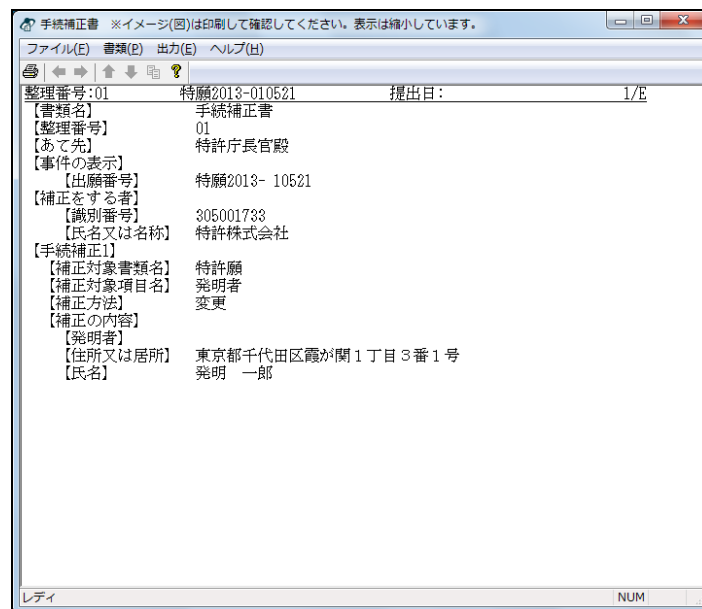 手続補正書 ※イメージ(図)は印刷して確認してください。表示は縮小しています。
ファイル(F) 書類(P) 出力(E) ヘルプ(H)
整理番号:01 特願2013-010521 提出日: 1/E
【書類名】 手続補正書
【整理番号】 01
【あて先】 特許庁長官殿
【事件の表示】
【出願番号】 特願2013- 10521
【補正をする者】
【識別番号】 305001733
【氏名又は名称】 特許株式会社
【手続補正1】
【補正対象書類名】 特許願
【補正対象項目名】 発明者
【補正方法】 変更
【補正の内容】
【発明者】
【住所又は居所】 東京都千代田区霞が関1丁目3番1号
【氏名】 発明 一郎
レディ NUM